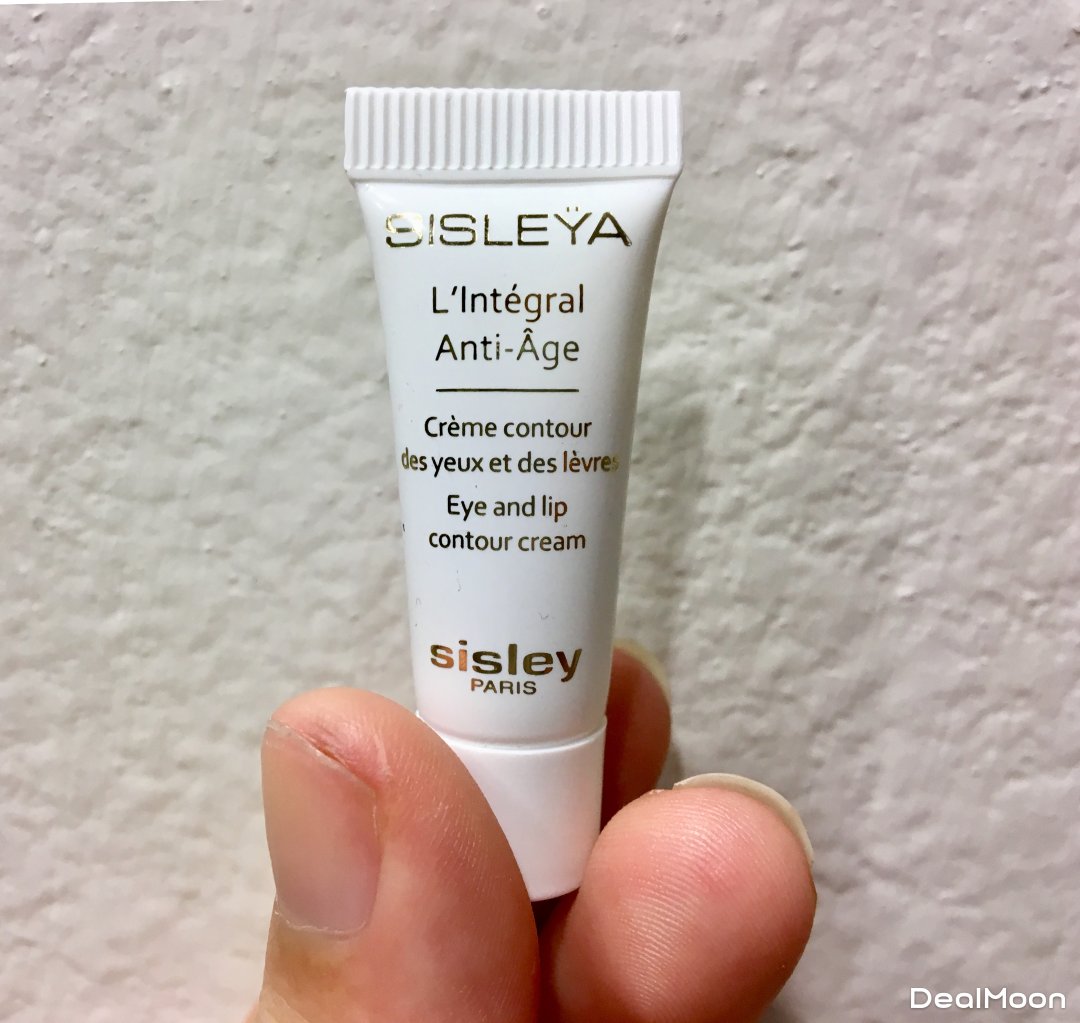 SISLEŸA
L'Intégral
Anti-Âge
Crème contour
des yeux et des lèvres
Eye and lip
contour cream
sisley
PARIS
DealMoon